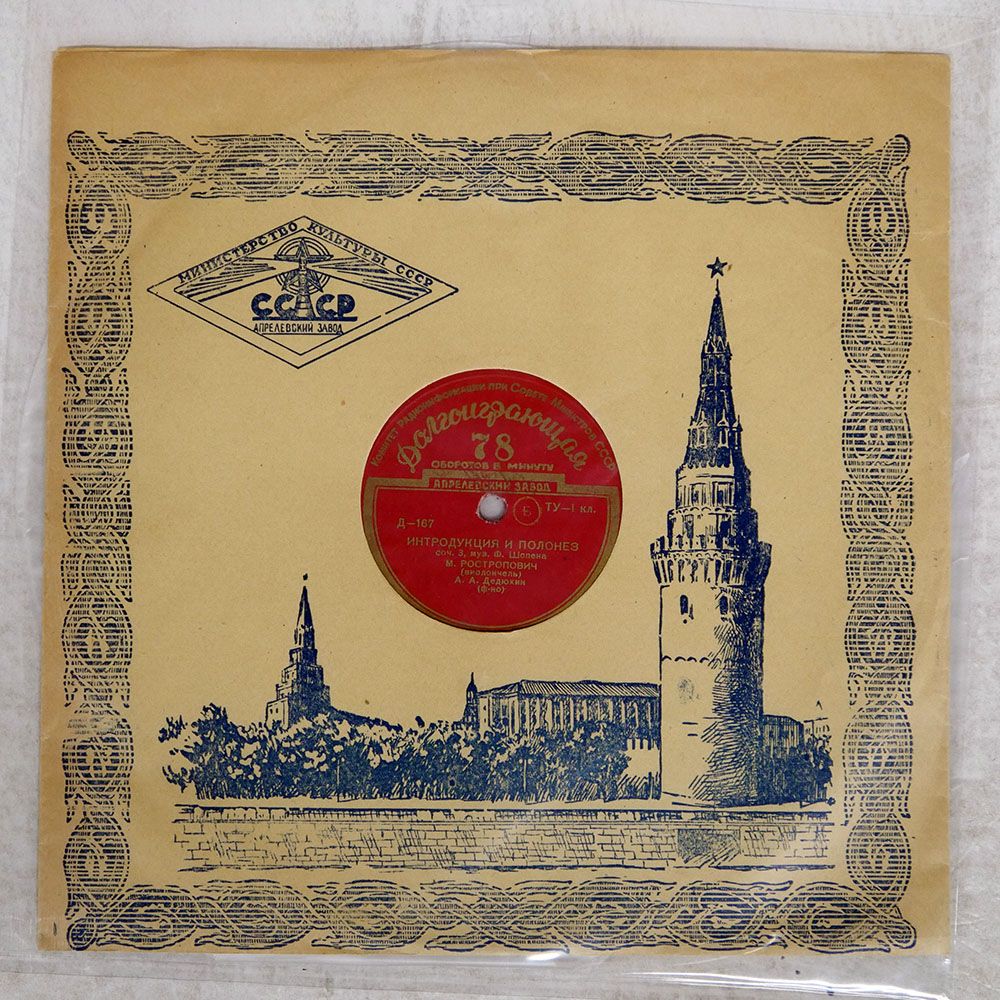 МИНИСТЕРСТВО КУЛЬТУРЫ СССР
СССР
АПРЕЛЕВСКИЙ ЗАВОД
Комитет Радиоинформации при Совете Министров СССР
Долгоиграющая
78
ОБОРОТОВ В МИНУТУ
АПРЕЛЕВСКИЙ ЗАВОД
Д—167
Б
ТУ—I кл.
ИНТРОДУКЦИЯ И ПОЛОНЕЗ
соч. 3, муз. Ф. Шопена
М. РОСТРОПОВИЧ
(виолончель)
А. А. Дедюхин
(ф-но)